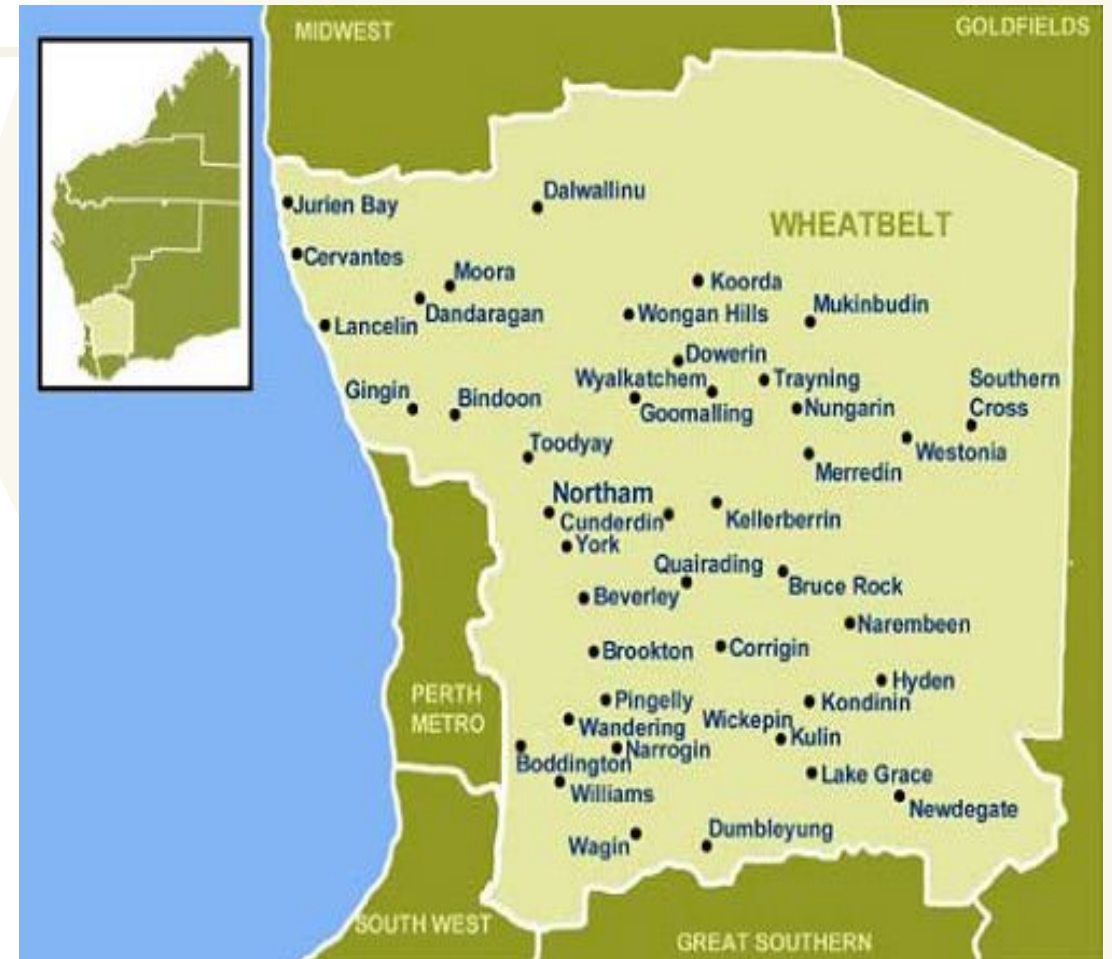 MIDWEST
GOLDFIELDS
Dalwallinu
Jurien Bay
WHEATBELT
Cervantes
Moora
Koorda
Mukinbudin
Dandaragan
Wongan Hills
Lancelin
Dowerin
Wyalkatchem
Trayning
Southern
Cross
Gingin
Bindoon
Goomalling
Nungarin
Toodyay
Westonia
Merredin
Northam
Cunderdin
Kellerberrin
York
Quairading
Bruce Rock
Beverley
Narembeen
Brookton
Corrigin
Hyden
PERTH
METRO
Pingelly
Kondinin
Wandering
Wickepin
Kulin
Narrogin
Boddington
Lake Grace
Williams
Newdegate
Dumbleyung
Wagin
SOUTH WEST
GREAT SOUTHERN